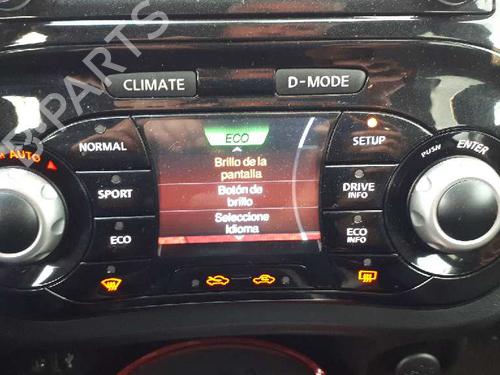 CLIMATE
D-MODE
AUTO
NORMAL
ECO
SETUP
PUSH
ENTER
Brillo de la
pantalla
SPORT
Botón de
brillo
DRIVE
INFO
ECO
Seleccione
Idioma
ECO
INFO